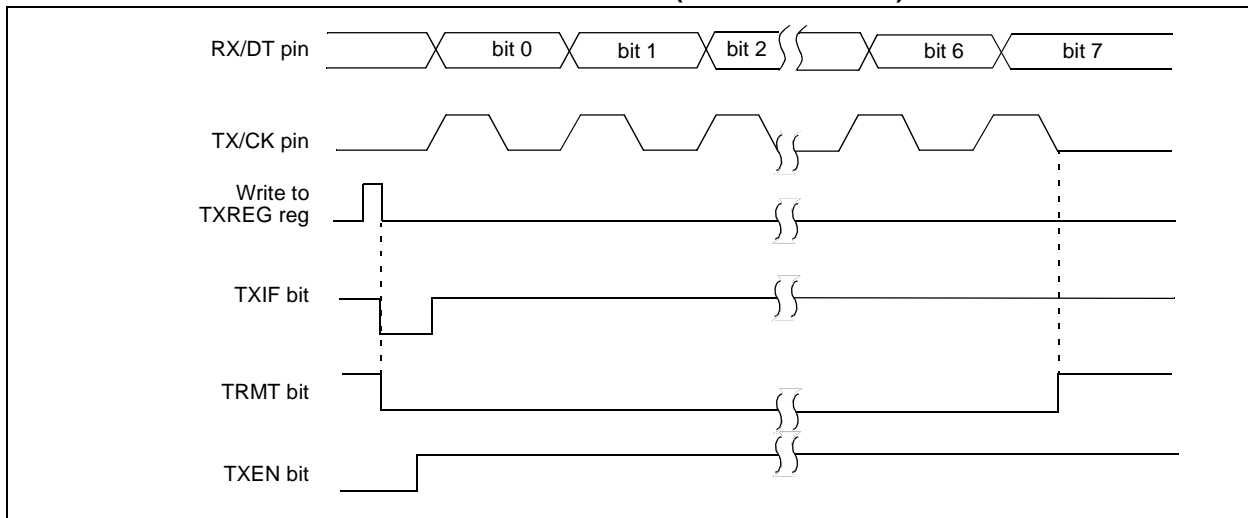 RX/DT pin
bit 0
bit 1
bit 2
bit 6
bit 7
TX/CK pin
Write to
TXREG reg
TXIF bit
TRMT bit
TXEN bit